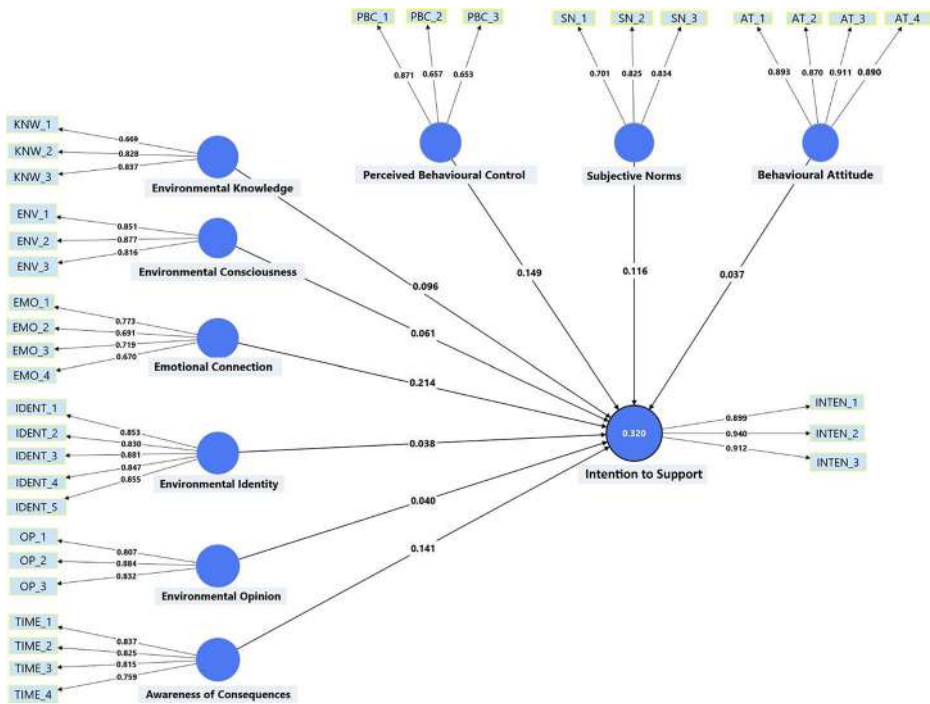 PBC_1 PBC_2 PBC_3 SN_1 SN_2 SN_3 AT_1 AT_2 AT_3 AT_4
0.871 0.657 0.653 0.701 0.825 0.834 0.893 0.870 0.911 0.890
Perceived Behavioural Control Subjective Norms Behavioural Attitude
KNW_1
KNW_2
KNW_3
0.669
0.828
0.837
Environmental Knowledge
ENV_1
ENV_2
ENV_3
0.851
0.877
0.816
Environmental Consciousness
EMO_1
EMO_2
EMO_3
EMO_4
0.773
0.691
0.719
0.670
Emotional Connection
IDENT_1
IDENT_2
IDENT_3
IDENT_4
IDENT_5
0.853
0.830
0.881
0.847
0.855
Environmental Identity
OP_1
OP_2
OP_3
0.807
0.884
0.832
Environmental Opinion
TIME_1
TIME_2
TIME_3
TIME_4
0.837
0.825
0.815
0.759
Awareness of Consequences
0.149 0.116 0.037
0.096
0.061
0.214
0.038
0.040
0.141
0.320
Intention to Support
0.899
0.940
0.912
INTEN_1
INTEN_2
INTEN_3